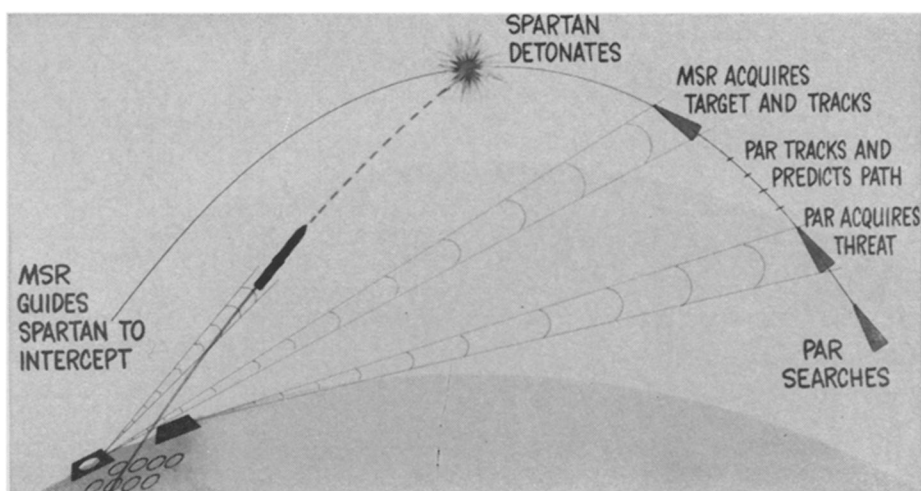 SPARTAN
DETONATES
MSR ACQUIRES
TARGET AND TRACKS
PAR TRACKS AND
PREDICTS PATH
PAR ACQUIRES
THREAT
PAR
SEARCHES
MSR
GUIDES
SPARTAN TO
INTERCEPT